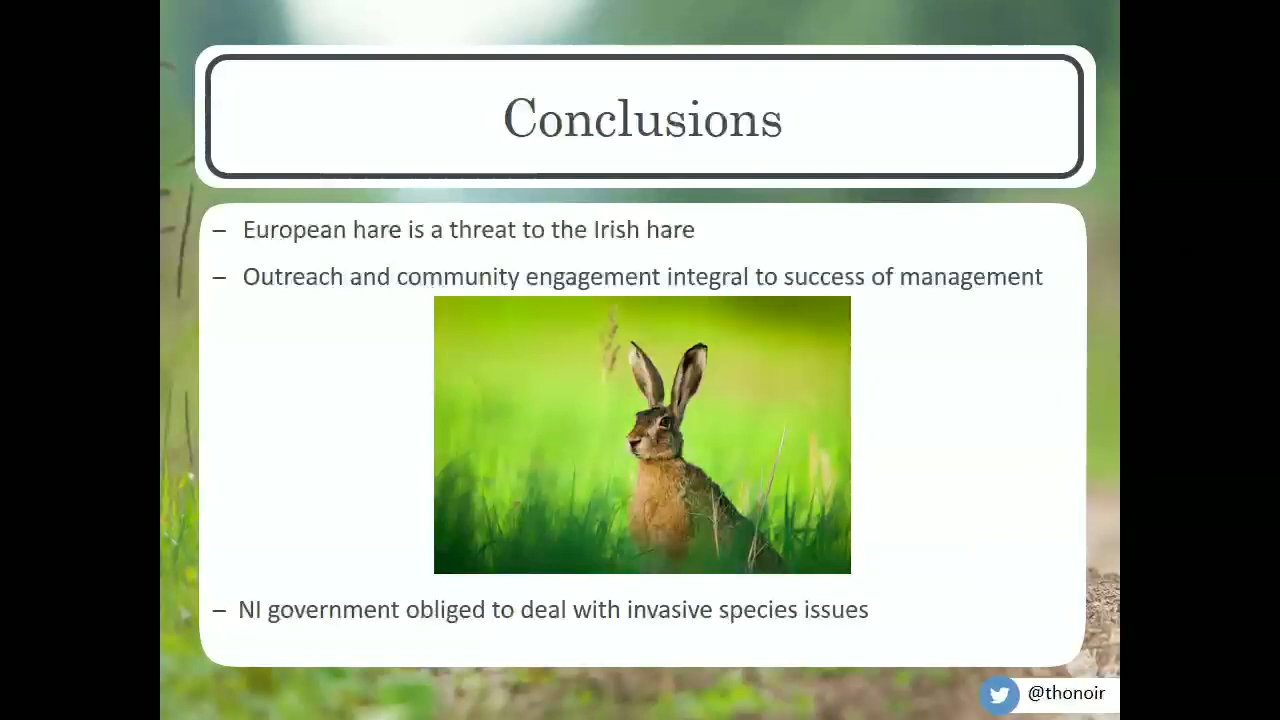 Conclusions
– European hare is a threat to the Irish hare
– Outreach and community engagement integral to success of management
– NI government obliged to deal with invasive species issues
@thonoir